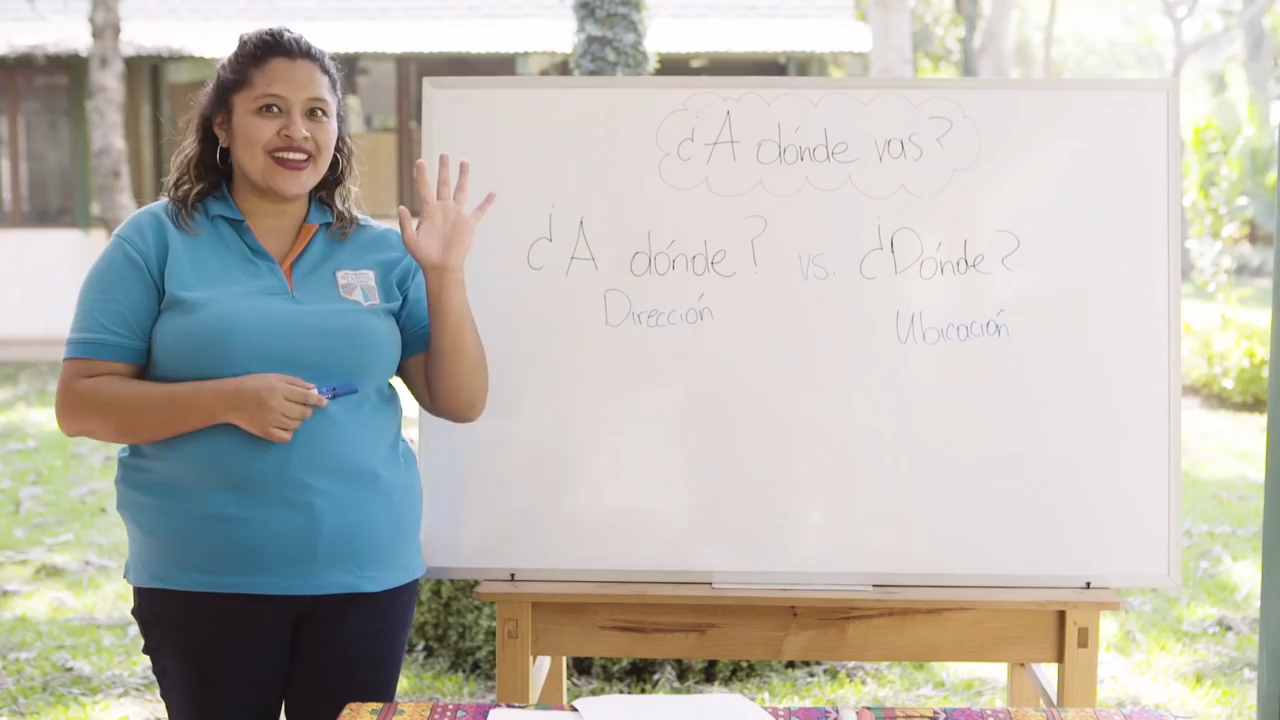 ¿A dónde vas?
¿A dónde? vs. ¿Dónde?
Dirección Ubicación